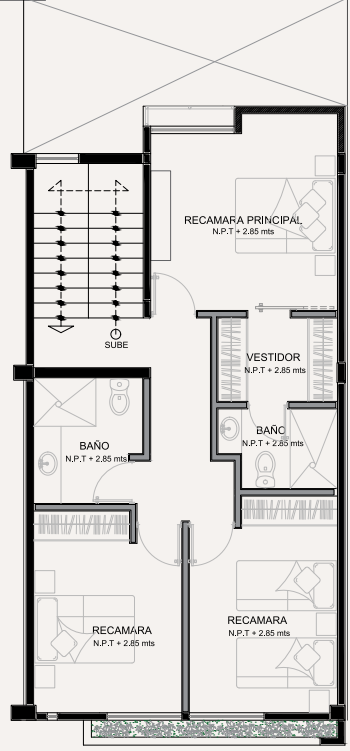 RECAMARA PRINCIPAL
N.P.T + 2.85 mts
SUBE
VESTIDOR
N.P.T + 2.85 mts
BAÑO
N.P.T + 2.85 mts
BAÑO
N.P.T + 2.85 mts
RECAMARA
N.P.T + 2.85 mts
RECAMARA
N.P.T + 2.85 mts